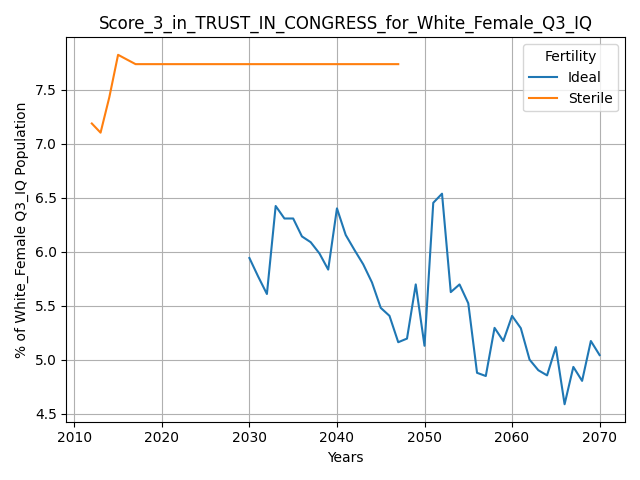 Score_3_in_TRUST_IN_CONGRESS_for_White_Female_Q3_IQ
% of White_Female Q3_IQ Population
7.5
7.0
6.5
6.0
5.5
5.0
4.5
Fertility
Ideal
Sterile
2010 2020 2030 2040 2050 2060 2070
Years